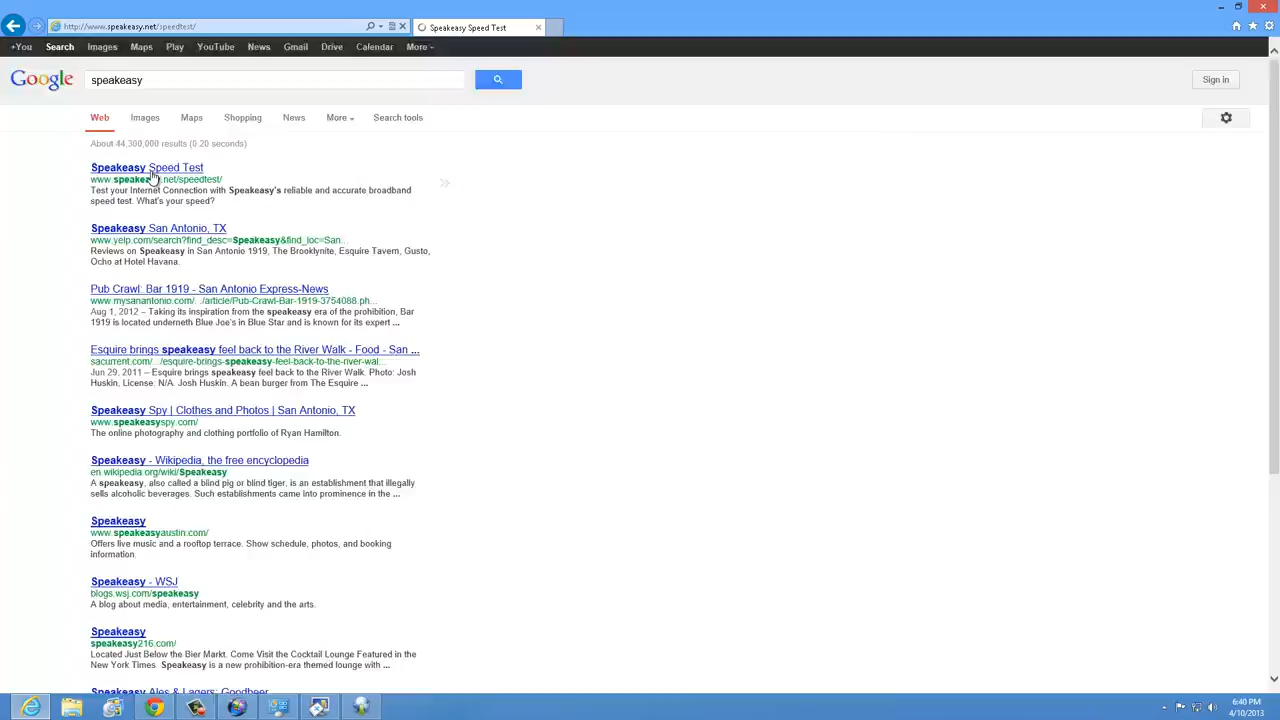 http://www.speakeasy.net/speedtest/
Speakeasy Speed Test
+You Search Images Maps Play YouTube News Gmail Drive Calendar More
Google
speakeasy
Sign in
Web Images Maps Shopping News More Search tools
About 44,300,000 results (0.20 seconds)
Speakeasy Speed Test
www.speakeasy.net/speedtest/
Test your Internet Connection with Speakeasy's reliable and accurate broadband
speed test. What's your speed?
Speakeasy San Antonio, TX
www.yelp.com/search?find_desc=Speakeasy&find_loc=San...
Reviews on Speakeasy in San Antonio 1919, The Brooklynite, Esquire Tavern, Gusto,
Ocho at Hotel Havana.
Pub Crawl: Bar 1919 - San Antonio Express-News
www.mysanantonio.com/.../article/Pub-Crawl-Bar-1919-3754088.ph...
Aug 1, 2012 – Taking its inspiration from the speakeasy era of the prohibition, Bar
1919 is located underneth Blue Joe's in Blue Star and is known for its expert ...
Esquire brings speakeasy feel back to the River Walk - Food - San ...
sacurrent.com/.../esquire-brings-speakeasy-feel-back-to-the-river-wal...
Jun 29, 2011 – Esquire brings speakeasy feel back to the River Walk. Photo: Josh
Huskin, License: N/A. Josh Huskin. A bean burger from The Esquire ...
Speakeasy Spy | Clothes and Photos | San Antonio, TX
www.speakeasyspy.com/
The online photography and clothing portfolio of Ryan Hamilton.
Speakeasy - Wikipedia, the free encyclopedia
en.wikipedia.org/wiki/Speakeasy
A speakeasy, also called a blind pig or blind tiger, is an establishment that illegally
sells alcoholic beverages. Such establishments came into prominence in the ...
Speakeasy
www.speakeasyaustin.com/
Offers live music and a rooftop terrace. Show schedule, photos, and booking
information.
Speakeasy - WSJ
blogs.wsj.com/speakeasy
A blog about media, entertainment, celebrity and the arts.
Speakeasy
speakeasy216.com/
Located Just Below the Bier Markt. Come Visit the Cocktail Lounge Featured in the
New York Times. Speakeasy is a new prohibition-era themed lounge with ...
Speakeasy Ales & Lagers: Goodbeer
6:40 PM
4/10/2013